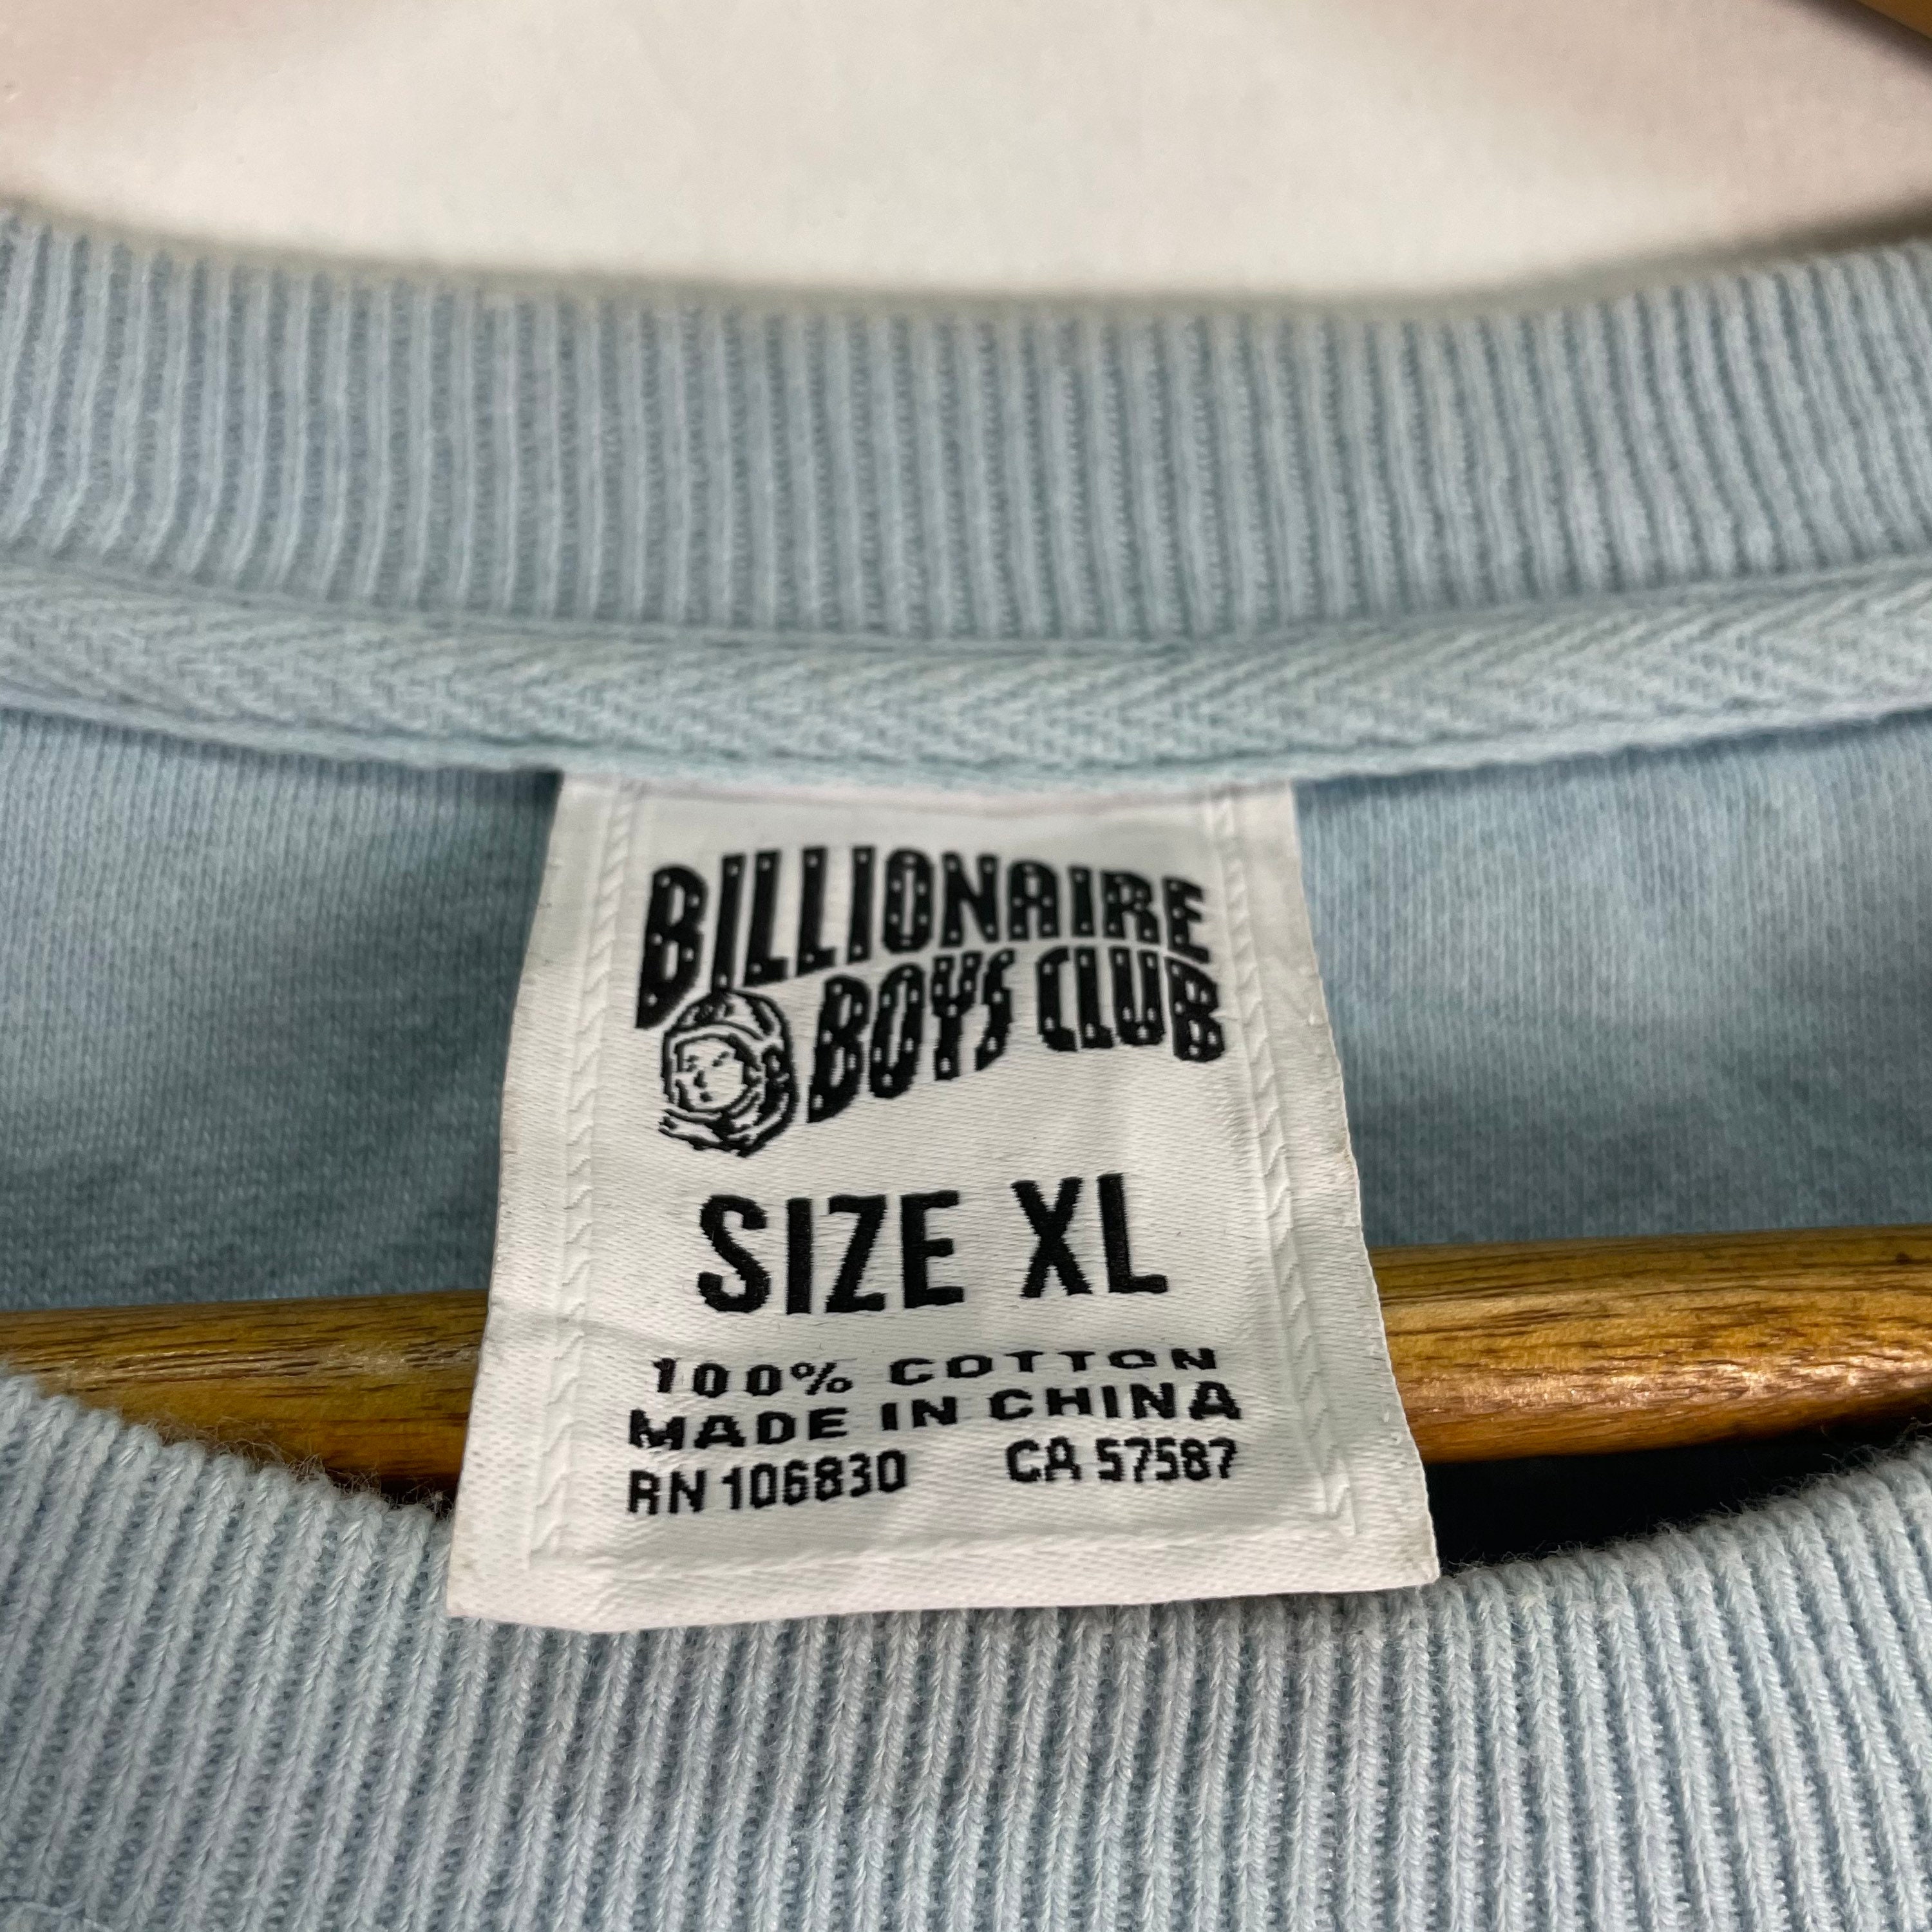 BILLIONAIRE
BOYS CLUB
SIZE XL
100% COTTON
MADE IN CHINA
RN 106830 CA 57587